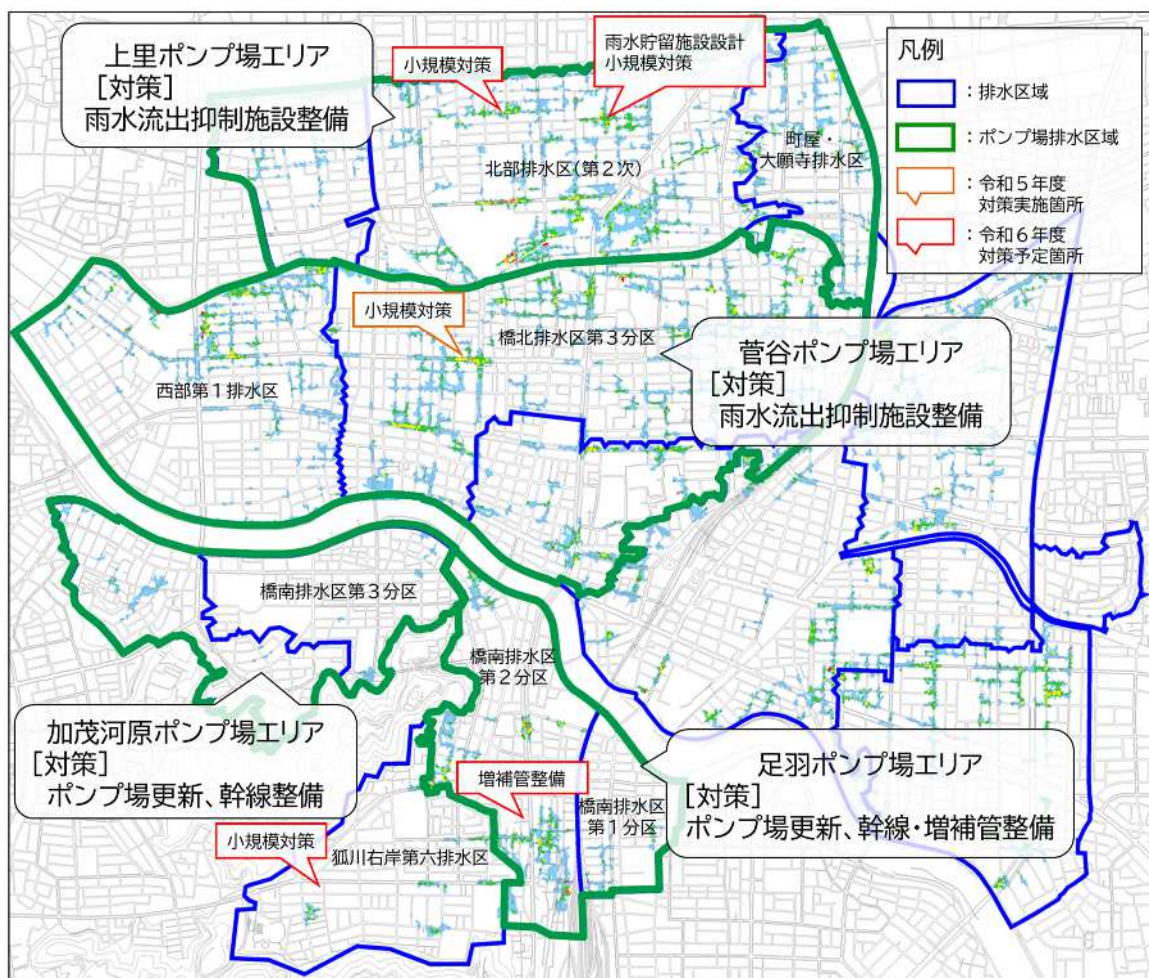 上里ポンプ場エリア
[対策]
雨水流出抑制施設整備
小規模対策
雨水貯留施設設計
小規模対策
凡例
：排水区域
：ポンプ場排水区域
：令和５年度
対策実施箇所
：令和６年度
対策予定箇所
町屋・
大願寺排水区
北部排水区(第２次)
小規模対策
橋北排水区第３分区
菅谷ポンプ場エリア
[対策]
雨水流出抑制施設整備
西部第１排水区
橋南排水区第３分区
橋南排水区
第２分区
加茂河原ポンプ場エリア
[対策]
ポンプ場更新、幹線整備
足羽ポンプ場エリア
[対策]
ポンプ場更新、幹線・増補管整備
増補管整備
橋南排水区
第１分区
小規模対策
狐川右岸第六排水区